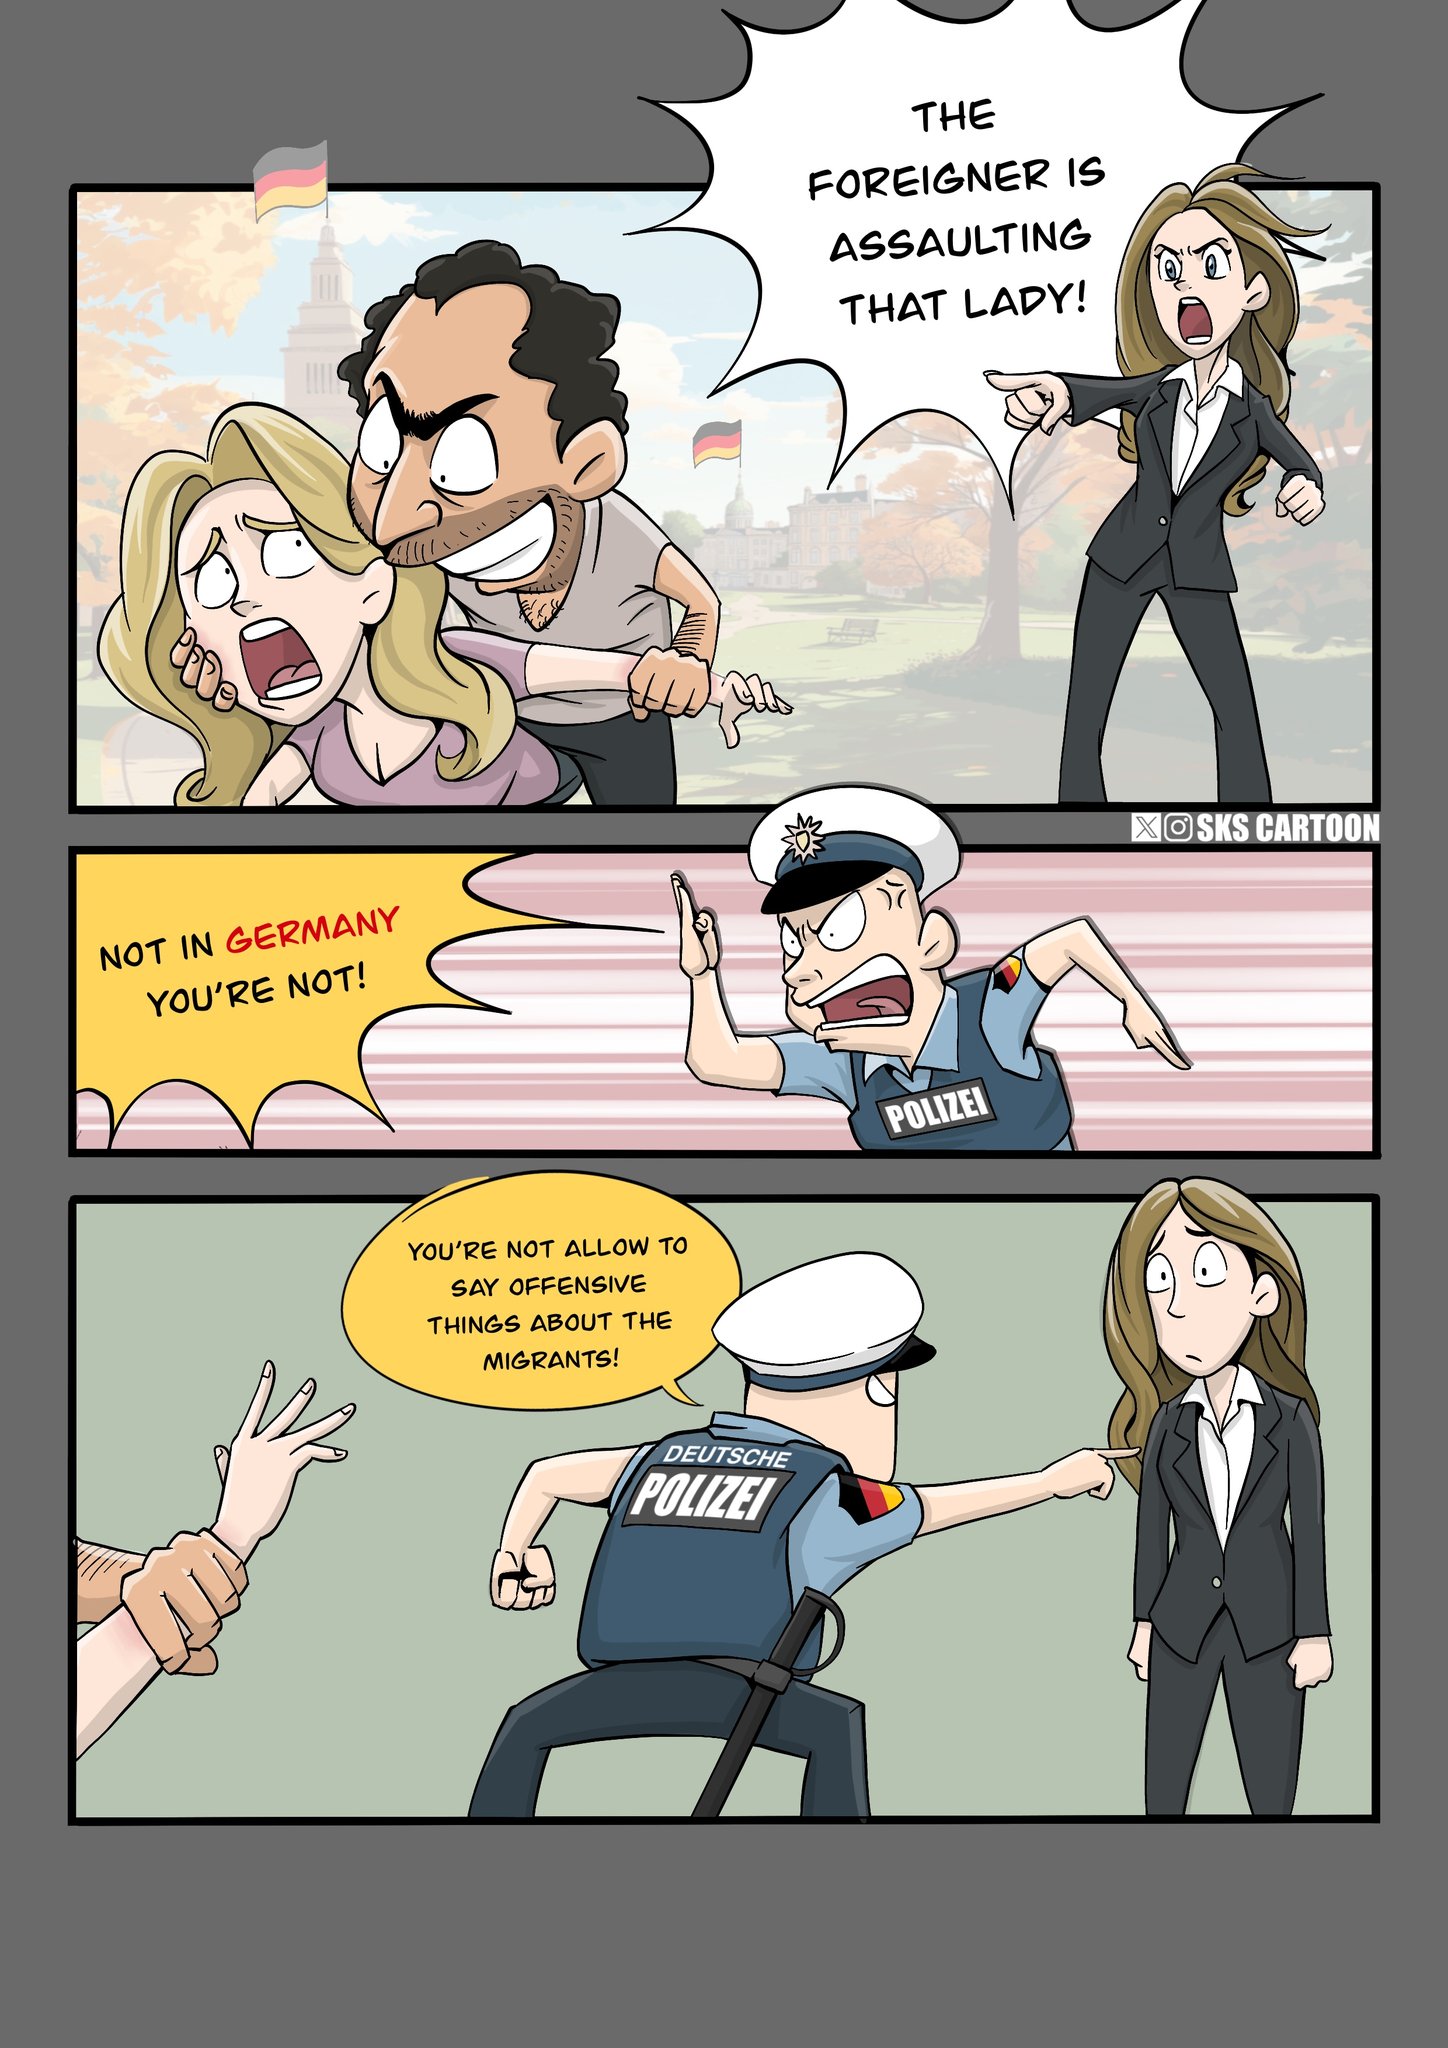 THE
FOREIGNER IS
ASSAULTING
THAT LADY!
SKS CARTOON
NOT IN GERMANY
YOU'RE NOT!
POLIZEI
YOU'RE NOT ALLOW TO
SAY OFFENSIVE
THINGS ABOUT THE
MIGRANTS!
DEUTSCHE
POLIZEI